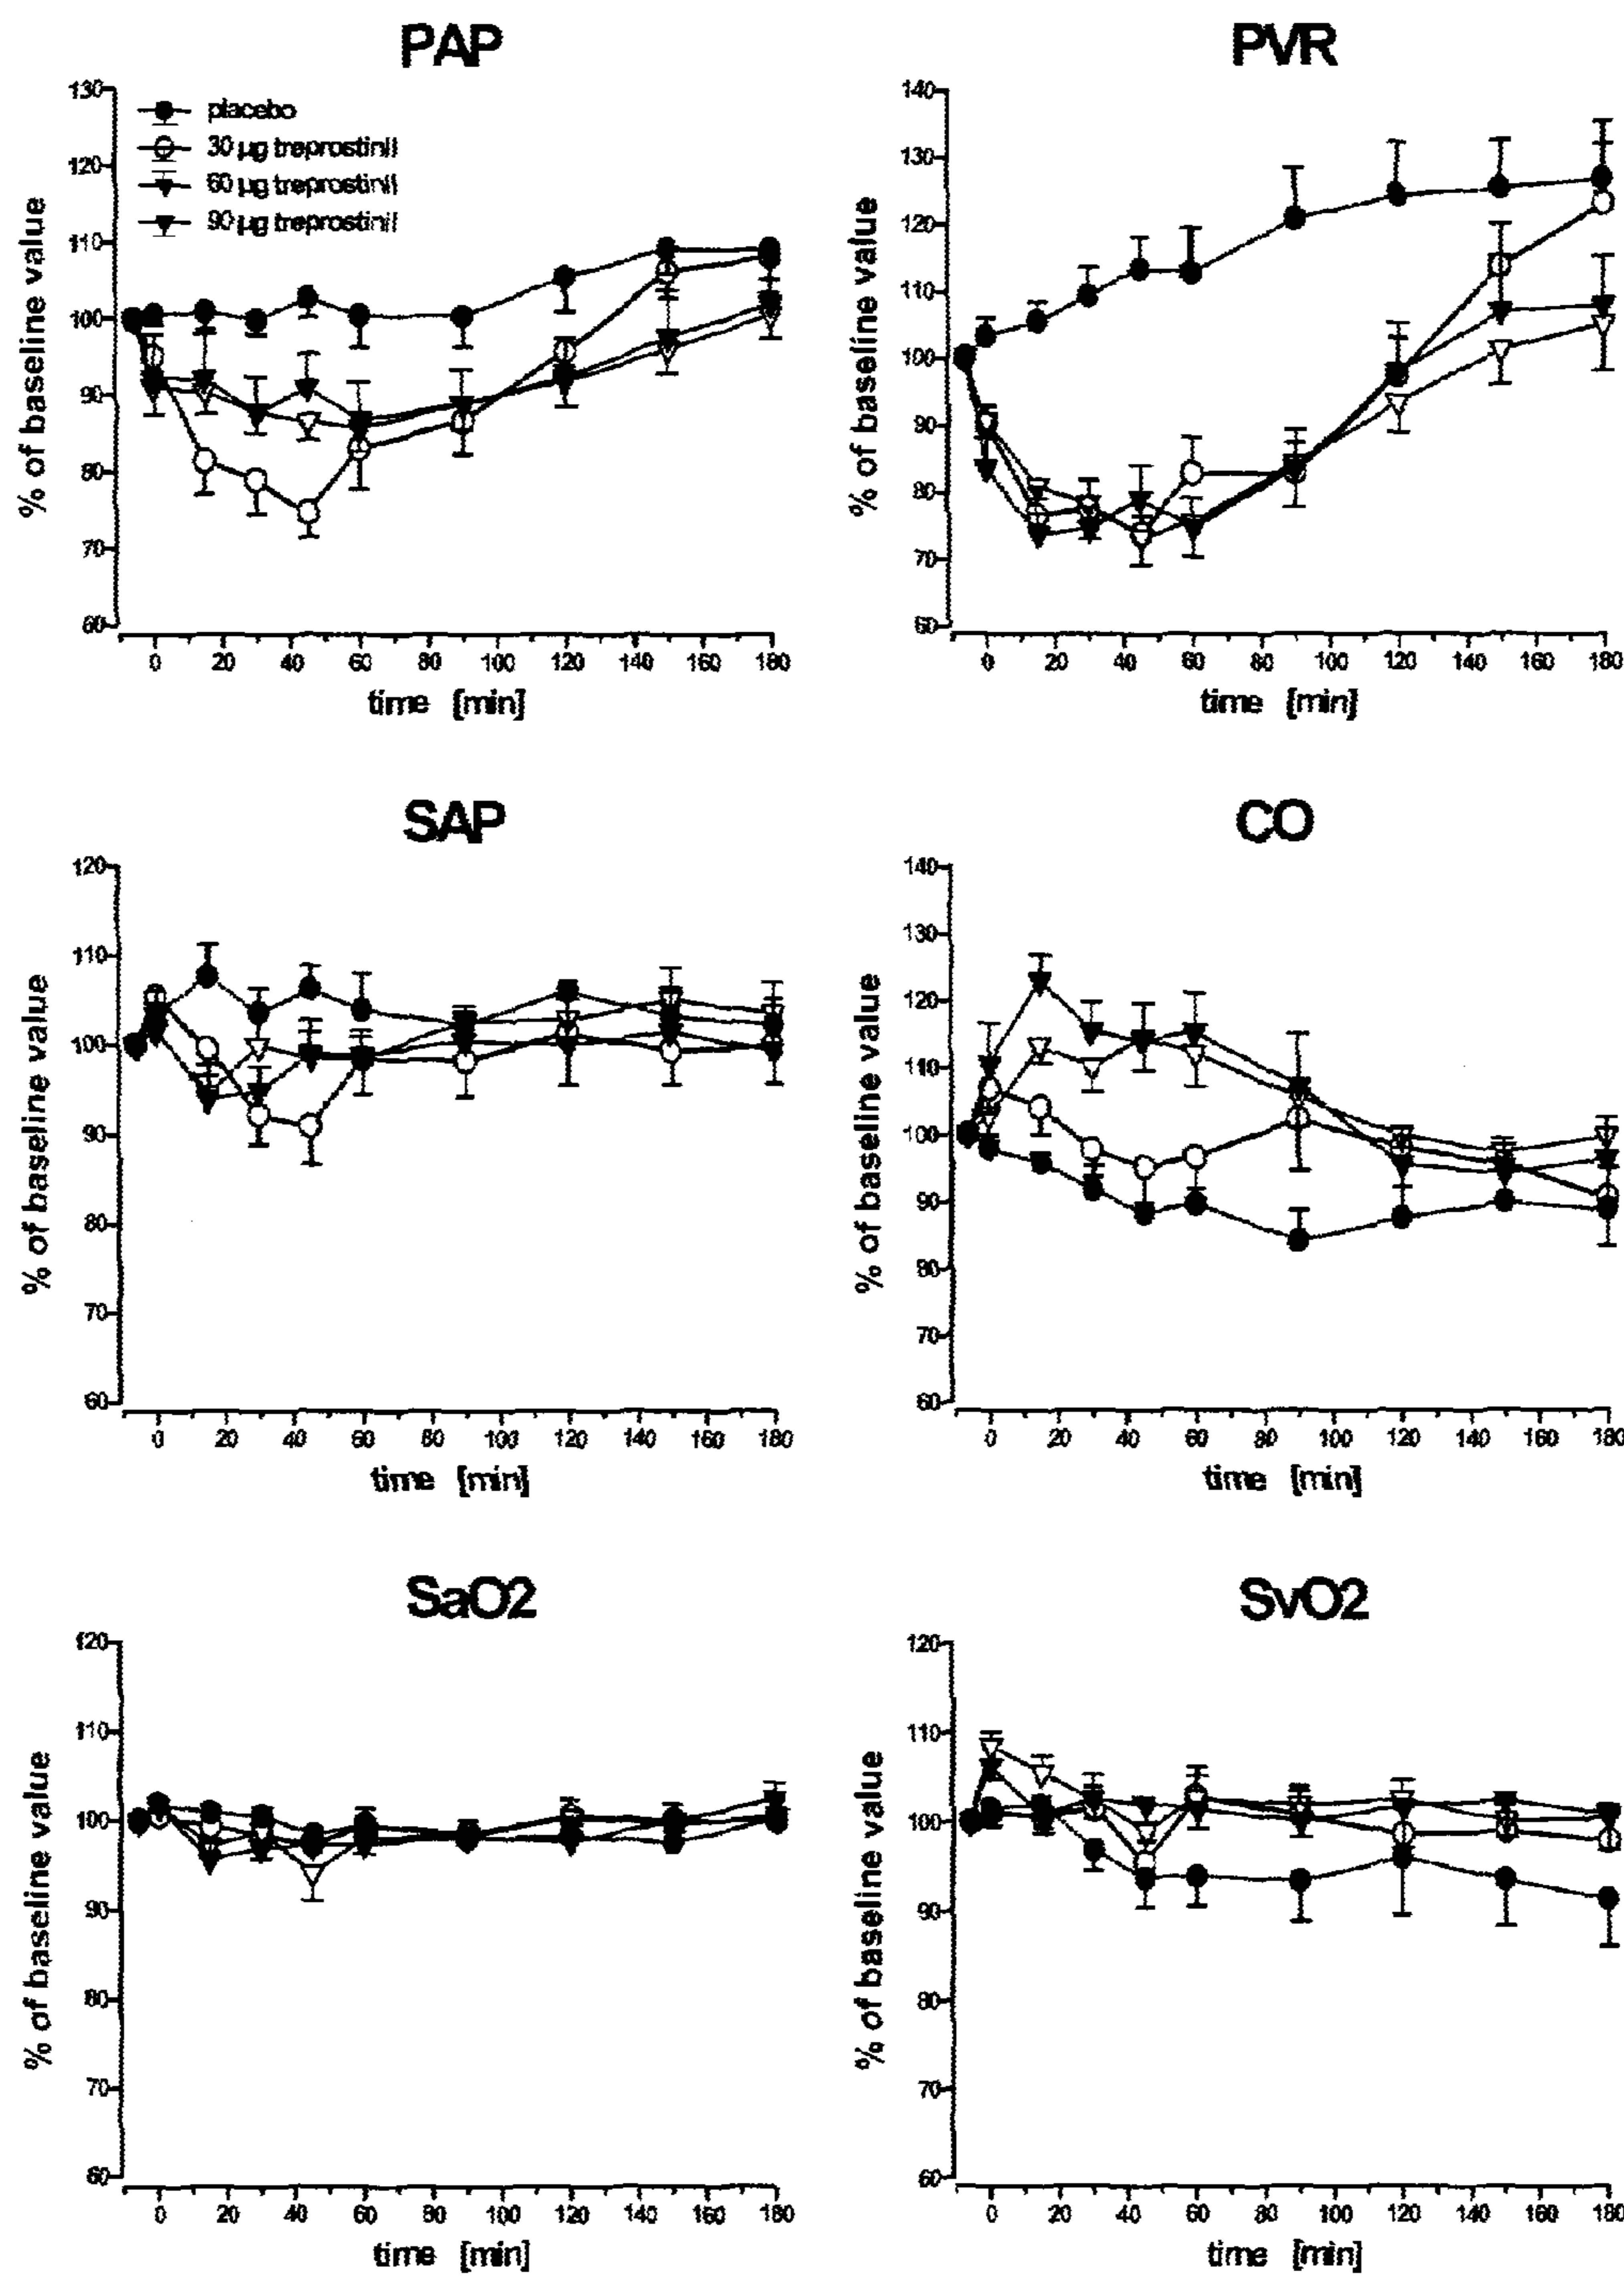 PAP
130
120
110
100
90
80
70
60
% of baseline value
placebo
30 µg treprostinil
60 µg treprostinil
90 µg treprostinil
0 20 40 60 80 100 120 140 160 180
time [min]
PVR
140
130
120
110
100
90
80
70
60
% of baseline value
0 20 40 60 80 100 120 140 160 180
time [min]
SAP
120
110
100
90
80
70
60
% of baseline value
0 20 40 60 80 100 120 140 160 180
time [min]
CO
140
130
120
110
100
90
80
70
60
% of baseline value
0 20 40 60 80 100 120 140 160 180
time [min]
SaO2
120
110
100
90
80
70
60
% of baseline value
0 20 40 60 80 100 120 140 160 180
time [min]
SvO2
120
110
100
90
80
70
60
% of baseline value
0 20 40 60 80 100 120 140 160 180
time [min]